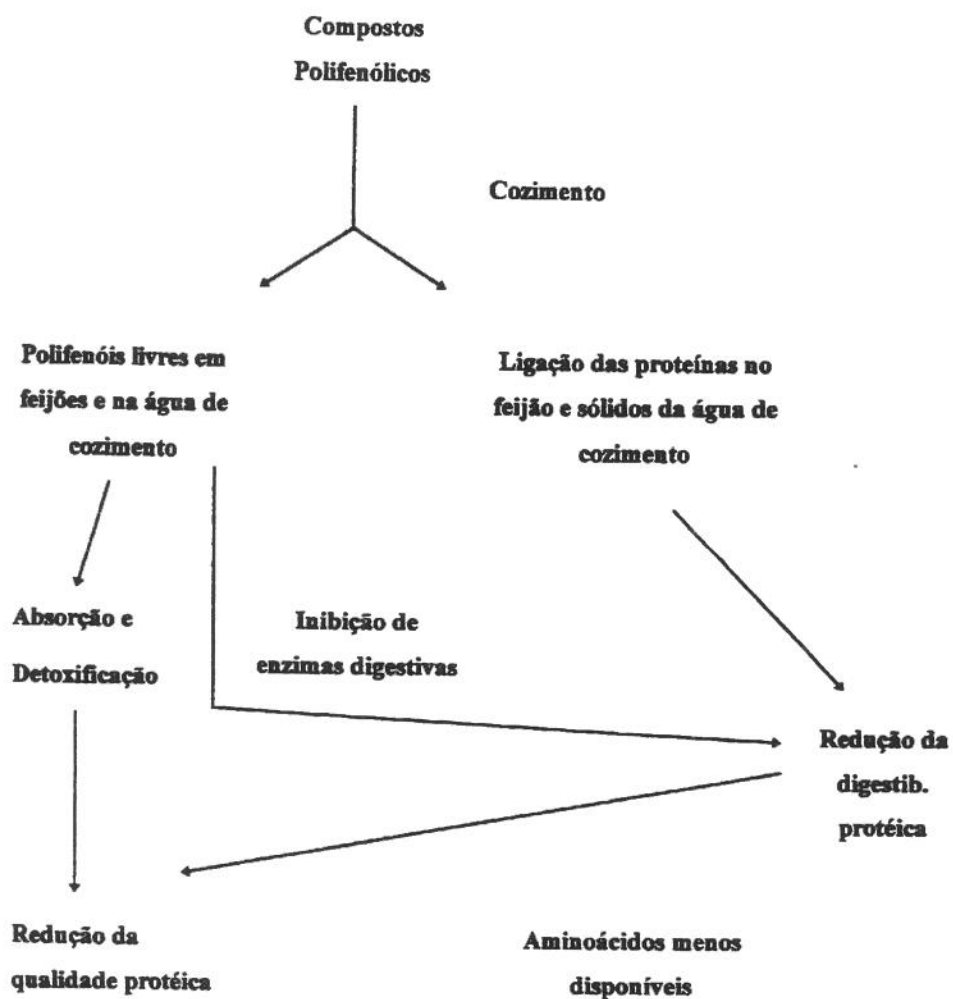 Compostos
Polifenólicos
Cozimento
Polifenóis livres em
feijões e na água de
cozimento
Ligação das proteínas no
feijão e sólidos da água de
cozimento
Absorção e
Detoxificação
Inibição de
enzimas digestivas
Redução da
digestib.
protéica
Redução da
qualidade protéica
Aminoácidos menos
disponíveis